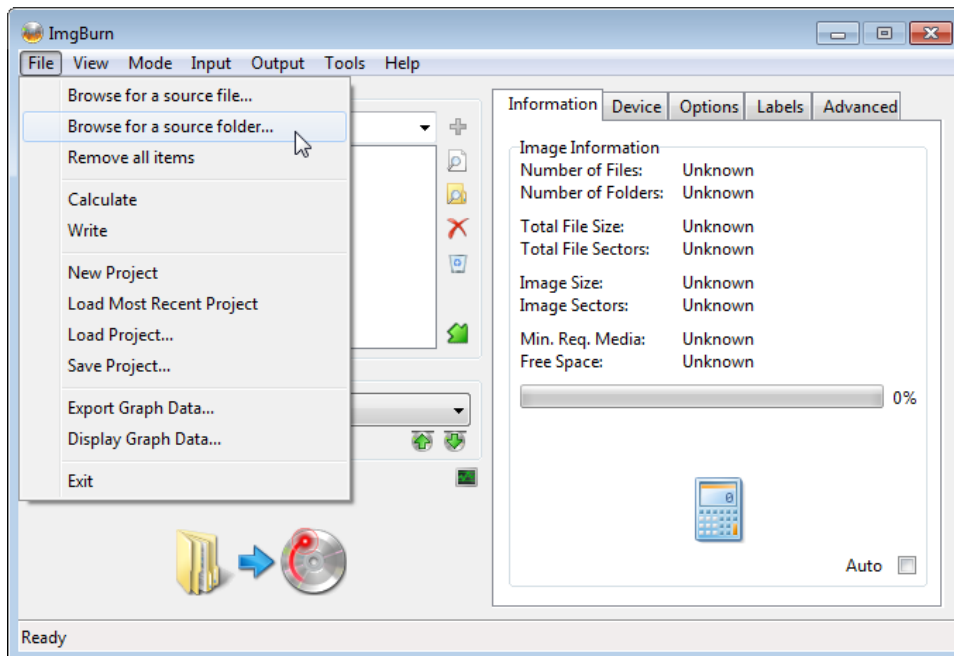 ImgBurn
File View Mode Input Output Tools Help
Browse for a source file...
Browse for a source folder...
Remove all items
Calculate
Write
New Project
Load Most Recent Project
Load Project...
Save Project...
Export Graph Data...
Display Graph Data...
Exit
Information Device Options Labels Advanced
Image Information
Number of Files: Unknown
Number of Folders: Unknown
Total File Size: Unknown
Total File Sectors: Unknown
Image Size: Unknown
Image Sectors: Unknown
Min. Req. Media: Unknown
Free Space: Unknown
0%
0
Auto
Ready